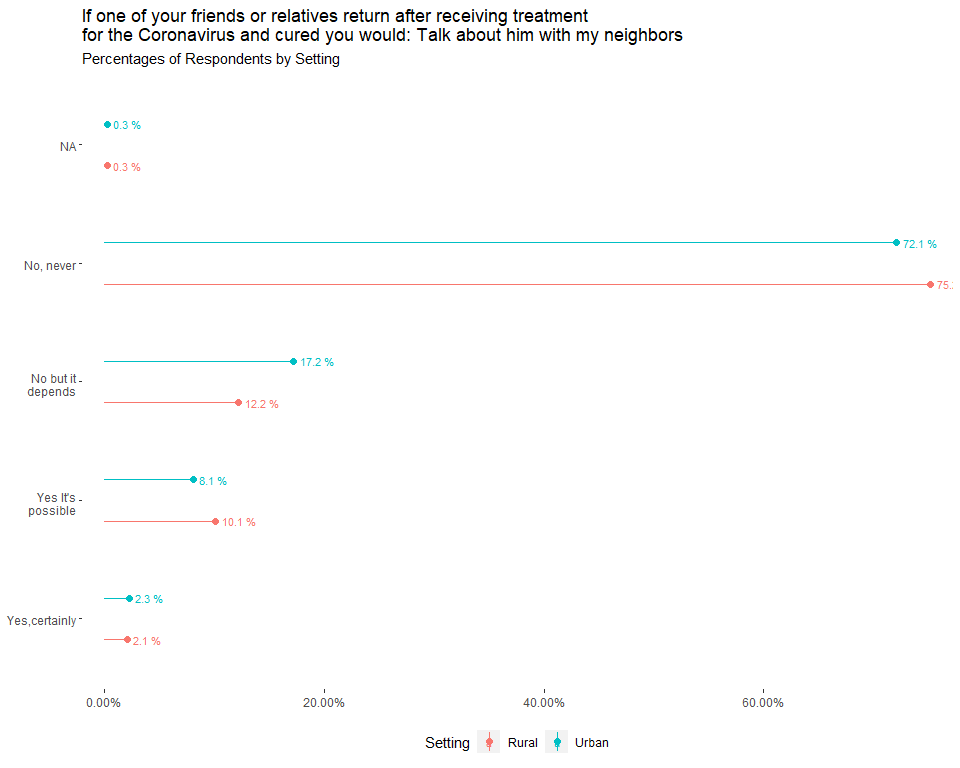 If one of your friends or relatives return after receiving treatment
for the Coronavirus and cured you would: Talk about him with my neighbors
Percentages of Respondents by Setting
0.3 %
NA
0.3 %
72.1 %
No, never
17.2 %
No but it
depends
12.2 %
8.1 %
Yes It's
possible
10.1 %
2.3 %
Yes,certainly
2.1 %
0.00% 20.00% 40.00% 60.00%
Setting Rural Urban